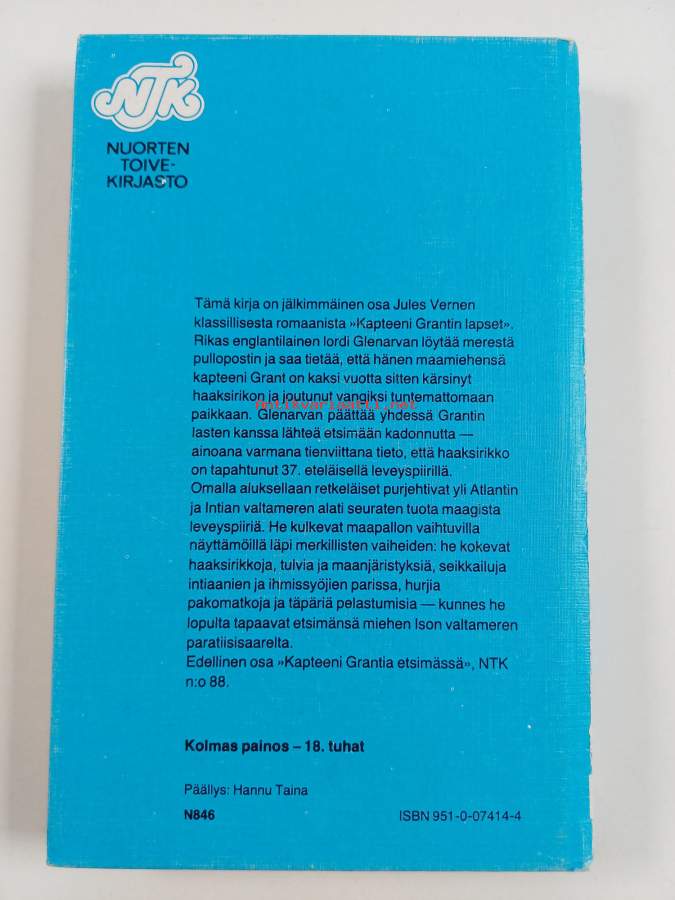 NTK
NUORTEN
TOIVE-
KIRJASTO
Tämä kirja on jälkimmäinen osa Jules Vernen
klassillisesta romaanista »Kapteeni Grantin lapset».
Rikas englantilainen lordi Glenarvan löytää merestä
pullopostin ja saa tietää, että hänen maamiehensä
kapteeni Grant on kaksi vuotta sitten kärsinyt
haaksirikon ja joutunut vangiksi tuntemattomaan
antikvariaatti.net
paikkaan. Glenarvan päättää yhdessä Grantin
lasten kanssa lähteä etsimään kadonnutta —
ainoana varmana tienviittana tieto, että haaksirikko
on tapahtunut 37. eteläisellä leveyspiirillä.
Omalla aluksellaan retkeläiset purjehtivat yli Atlantin
ja Intian valtameren alati seuraten tuota maagista
leveyspiiriä. He kulkevat maapallon vaihtuvilla
näyttämöillä läpi merkillisten vaiheiden: he kokevat
haaksirikkoja, tulvia ja maanjäristyksiä, seikkailuja
intiaanien ja ihmissyöjien parissa, hurjia
pakomatkoja ja täpäriä pelastumisia — kunnes he
lopulta tapaavat etsimänsä miehen Ison valtameren
paratiisisaarelta.
Edellinen osa »Kapteeni Grantia etsimässä», NTK
n:o 88.
Kolmas painos – 18. tuhat
Päällys: Hannu Taina
N846 ISBN 951-0-07414-4